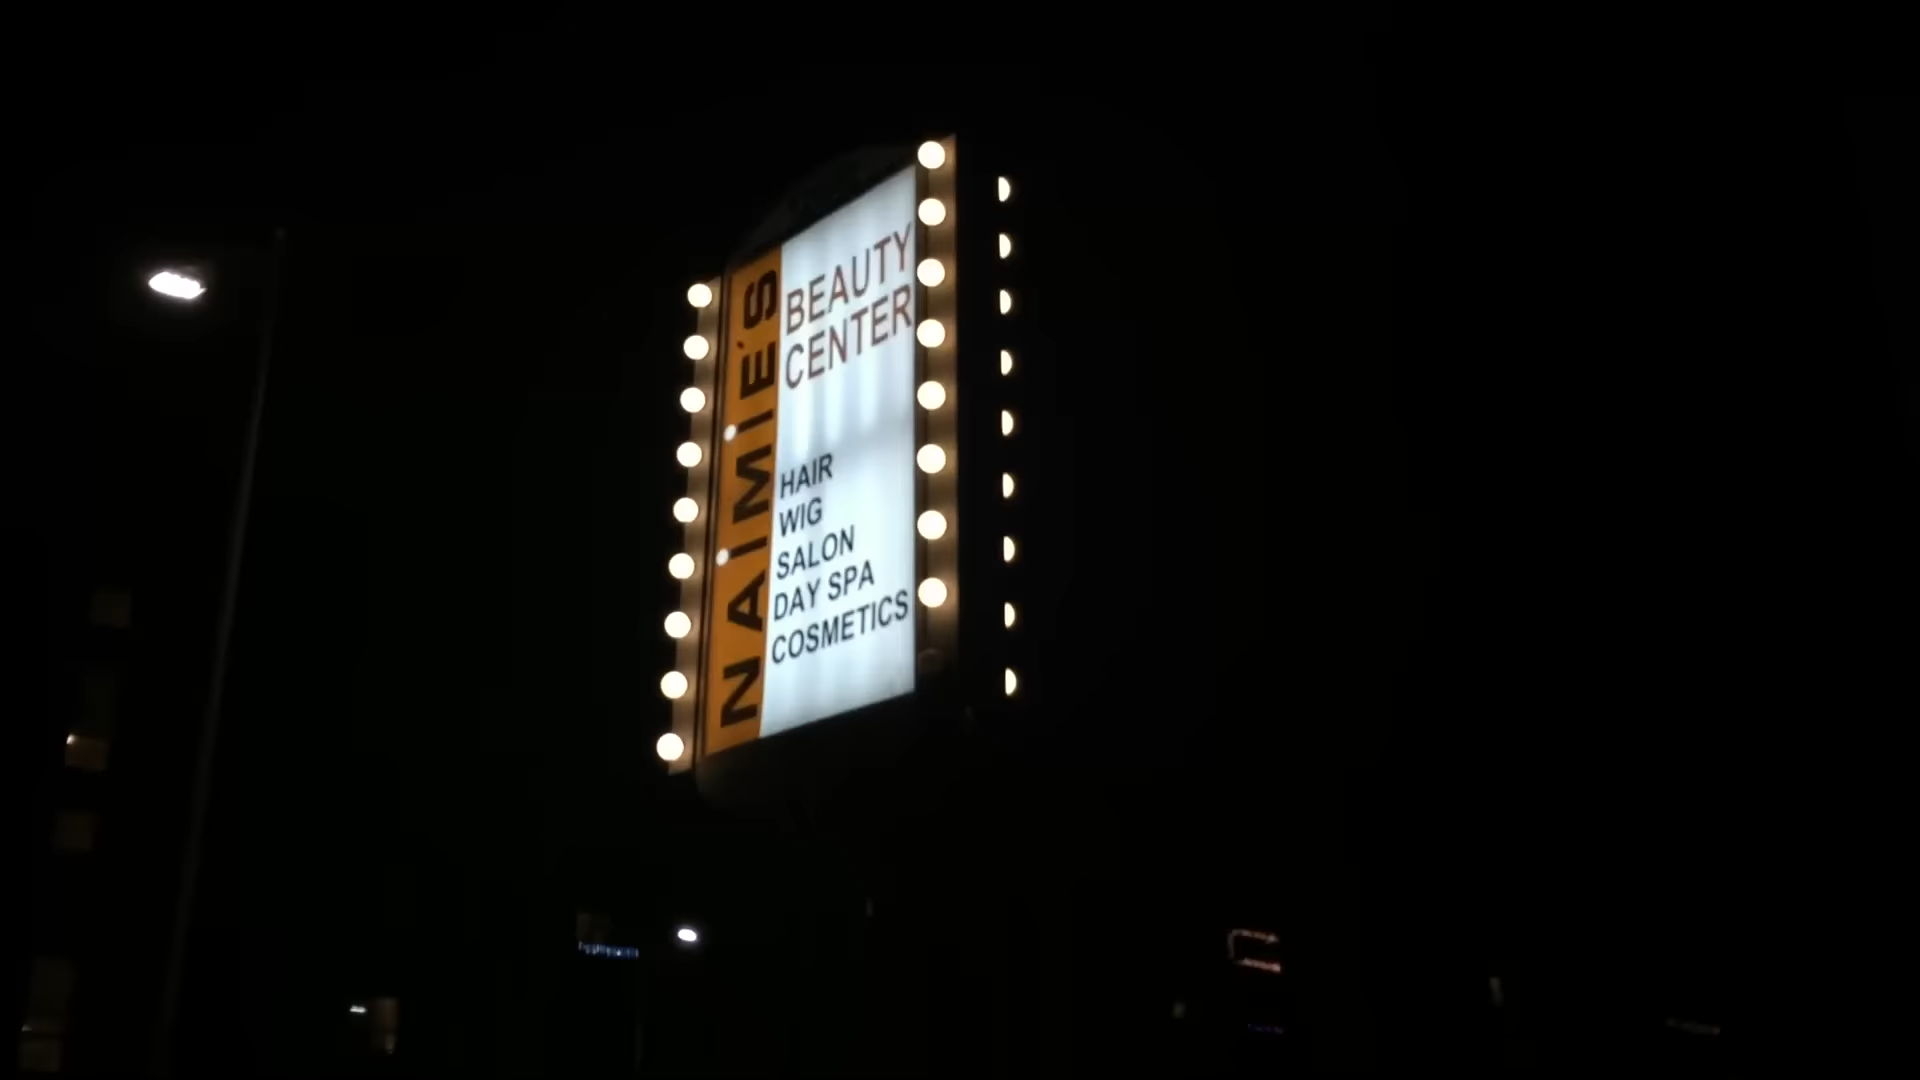 NAiMiE'S
BEAUTY
CENTER
HAIR
WIG
SALON
DAY SPA
COSMETICS